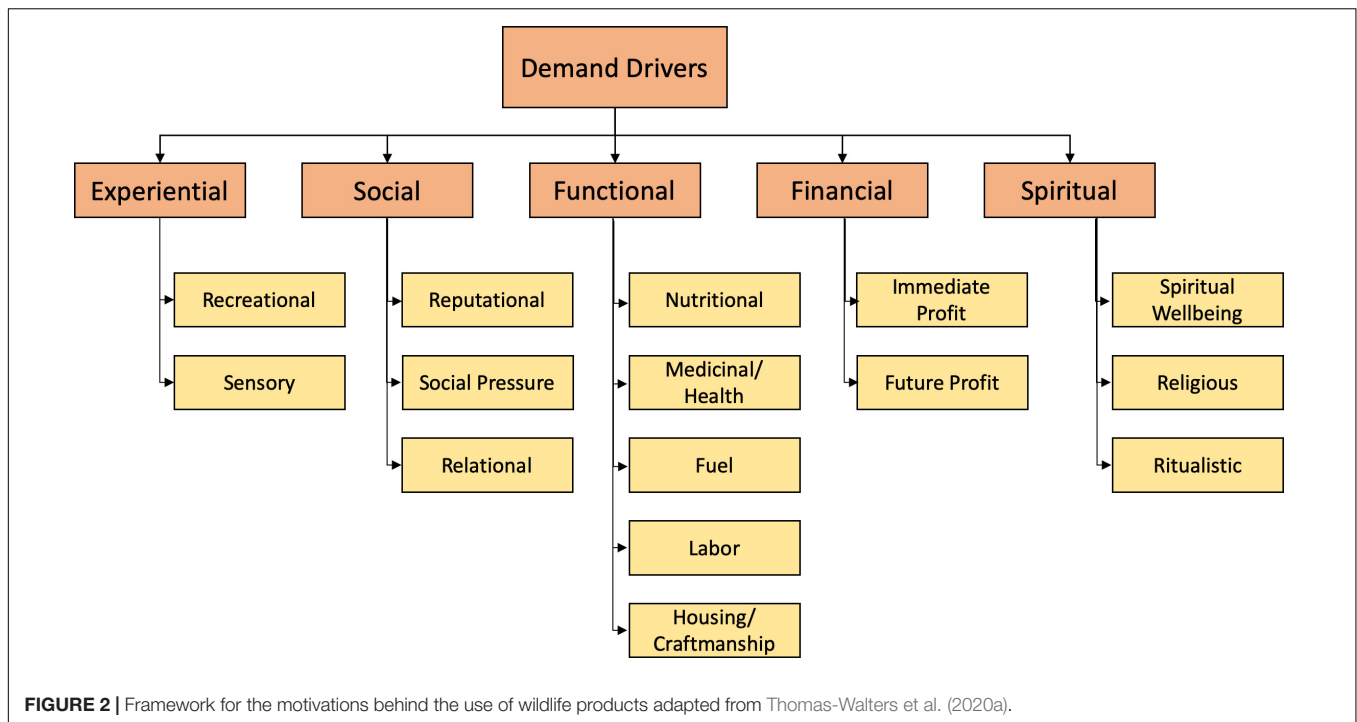 Demand Drivers
Experiential
Social
Functional
Financial
Spiritual
Recreational
Sensory
Reputational
Social Pressure
Relational
Nutritional
Medicinal/
Health
Fuel
Labor
Housing/
Craftmanship
Immediate
Profit
Future Profit
Spiritual
Wellbeing
Religious
Ritualistic
FIGURE 2 | Framework for the motivations behind the use of wildlife products adapted from Thomas-Walters et al. (2020a).